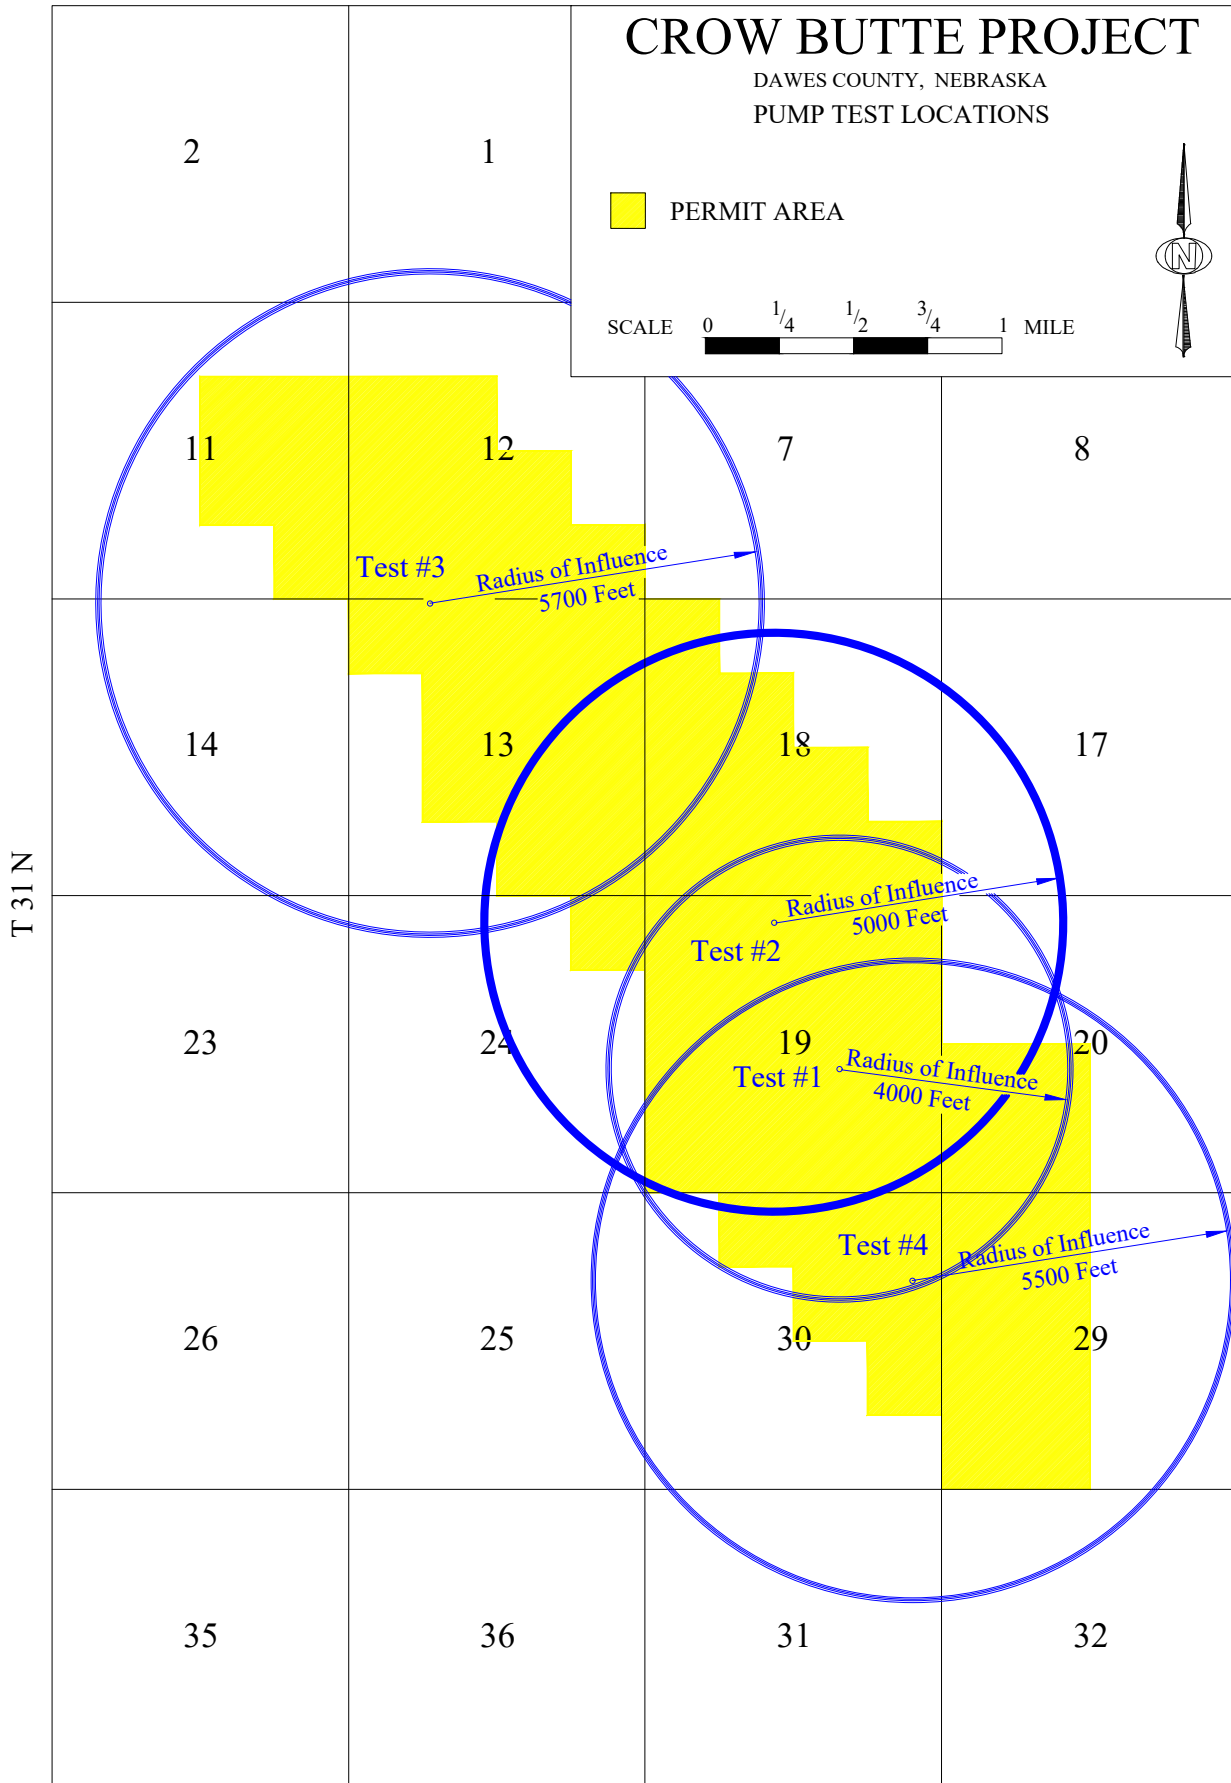 CROW BUTTE PROJECT
DAWES COUNTY, NEBRASKA
PUMP TEST LOCATIONS
PERMIT AREA
N
SCALE 0 1/4 1/2 3/4 1 MILE
2 1
11 12 7 8
Test #3
Radius of Influence
5700 Feet
14 13 18 17
T 31 N
Radius of Influence
5000 Feet
Test #2
23 24 19 20
Test #1
Radius of Influence
4000 Feet
Test #4
Radius of Influence
5500 Feet
26 25 30 29
35 36 31 32